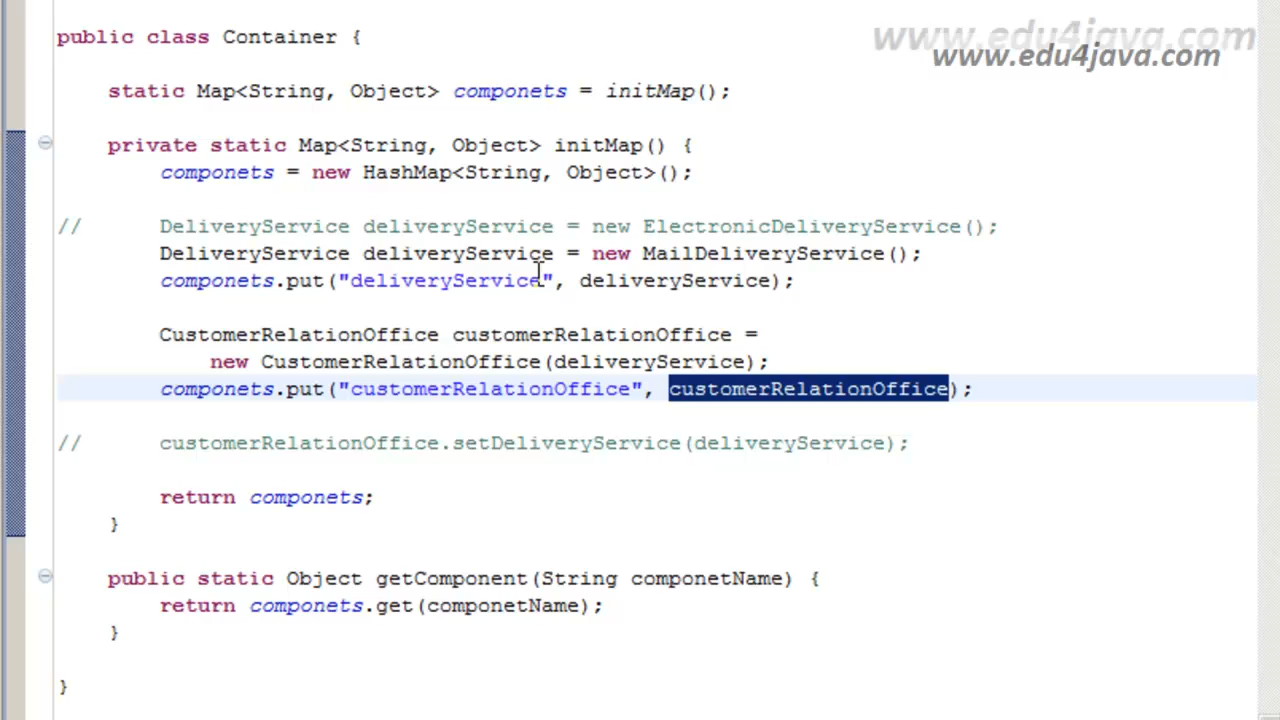 www.edu4java.com
www.edu4java.com
public class Container {
static Map<String, Object> componets = initMap();
private static Map<String, Object> initMap() {
componets = new HashMap<String, Object>();
// DeliveryService deliveryService = new ElectronicDeliveryService();
DeliveryService deliveryService = new MailDeliveryService();
componets.put("deliveryService", deliveryService);
CustomerRelationOffice customerRelationOffice =
new CustomerRelationOffice(deliveryService);
componets.put("customerRelationOffice", customerRelationOffice);
// customerRelationOffice.setDeliveryService(deliveryService);
return componets;
}
public static Object getComponent(String componetName) {
return componets.get(componetName);
}
}